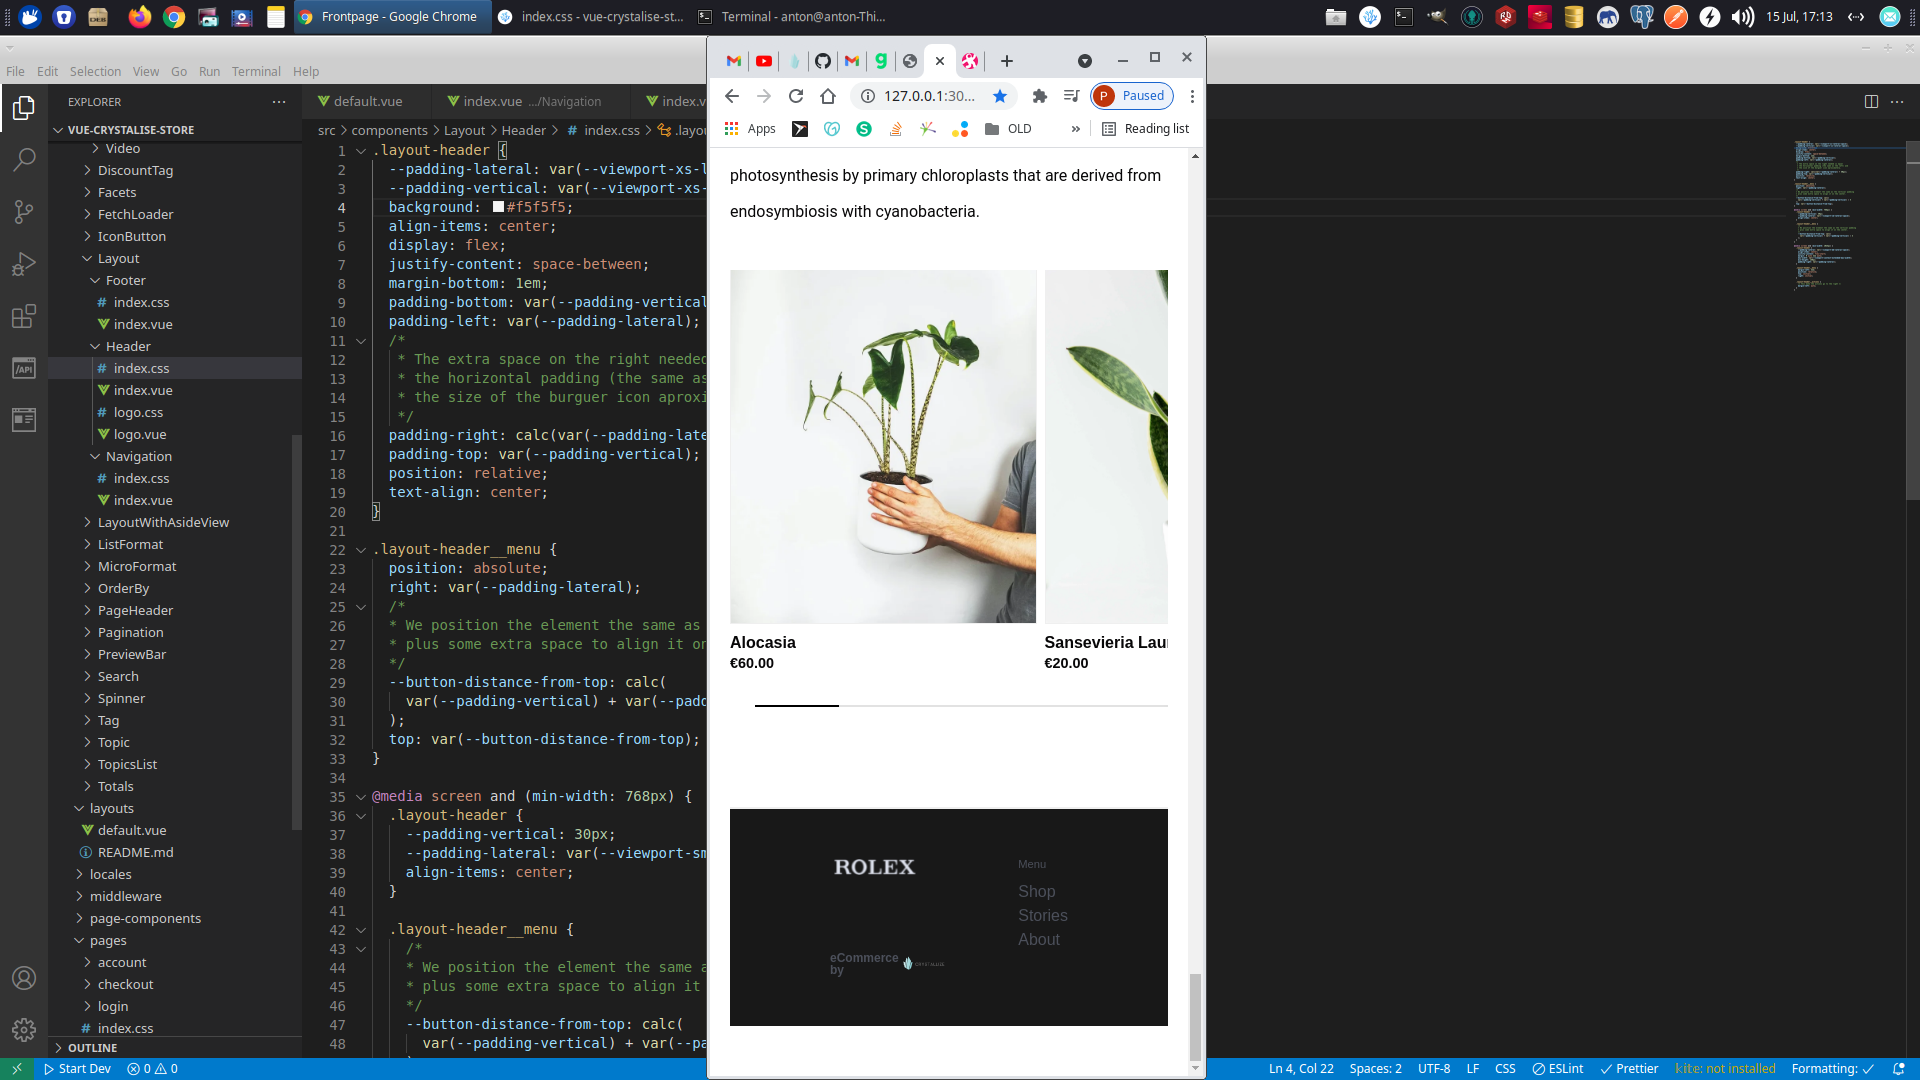 Frontpage - Google Chrome
index.css - vue-crystalise-st...
Terminal - anton@anton-Thi...
15 Jul, 17:13
File Edit Selection View Go Run Terminal Help
EXPLORER
VUE-CRYSTALISE-STORE
Video
DiscountTag
Facets
FetchLoader
IconButton
Layout
Footer
index.css
index.vue
Header
index.css
index.vue
logo.css
logo.vue
Navigation
index.css
index.vue
LayoutWithAsideView
ListFormat
MicroFormat
OrderBy
PageHeader
Pagination
PreviewBar
Search
Spinner
Tag
Topic
TopicsList
Totals
layouts
default.vue
README.md
locales
middleware
page-components
pages
account
checkout
login
index.css
OUTLINE
default.vue
index.vue .../Navigation
index.v
src > components > Layout > Header > # index.css > .layou
1 .layout-header {
2 --padding-lateral: var(--viewport-xs-l
3 --padding-vertical: var(--viewport-xs-
4 background: #f5f5f5;
5 align-items: center;
6 display: flex;
7 justify-content: space-between;
8 margin-bottom: 1em;
9 padding-bottom: var(--padding-vertical
10 padding-left: var(--padding-lateral);
11 /*
12 * The extra space on the right needed
13 * the horizontal padding (the same as
14 * the size of the burguer icon aproxi
15 */
16 padding-right: calc(var(--padding-late
17 padding-top: var(--padding-vertical);
18 position: relative;
19 text-align: center;
20 }
21
22 .layout-header__menu {
23 position: absolute;
24 right: var(--padding-lateral);
25 /*
26 * We position the element the same as
27 * plus some extra space to align it on
28 */
29 --button-distance-from-top: calc(
30 var(--padding-vertical) + var(--padd
31 );
32 top: var(--button-distance-from-top);
33 }
34
35 @media screen and (min-width: 768px) {
36 .layout-header {
37 --padding-vertical: 30px;
38 --padding-lateral: var(--viewport-sm
39 align-items: center;
40 }
41
42 .layout-header__menu {
43 /*
44 * We position the element the same a
45 * plus some extra space to align it
46 */
47 --button-distance-from-top: calc(
48 var(--padding-vertical) + var(--pa
127.0.0.1:30...
P Paused
Apps
OLD
»
Reading list
photosynthesis by primary chloroplasts that are derived from
endosymbiosis with cyanobacteria.
Alocasia
€60.00
Sansevieria Lau
€20.00
ROLEX
Menu
Shop
Stories
About
eCommerce
by
CRYSTALLIZE
Start Dev
0 0
Ln 4, Col 22
Spaces: 2
UTF-8
LF
CSS
ESLint
Prettier
kite: not installed
Formatting: